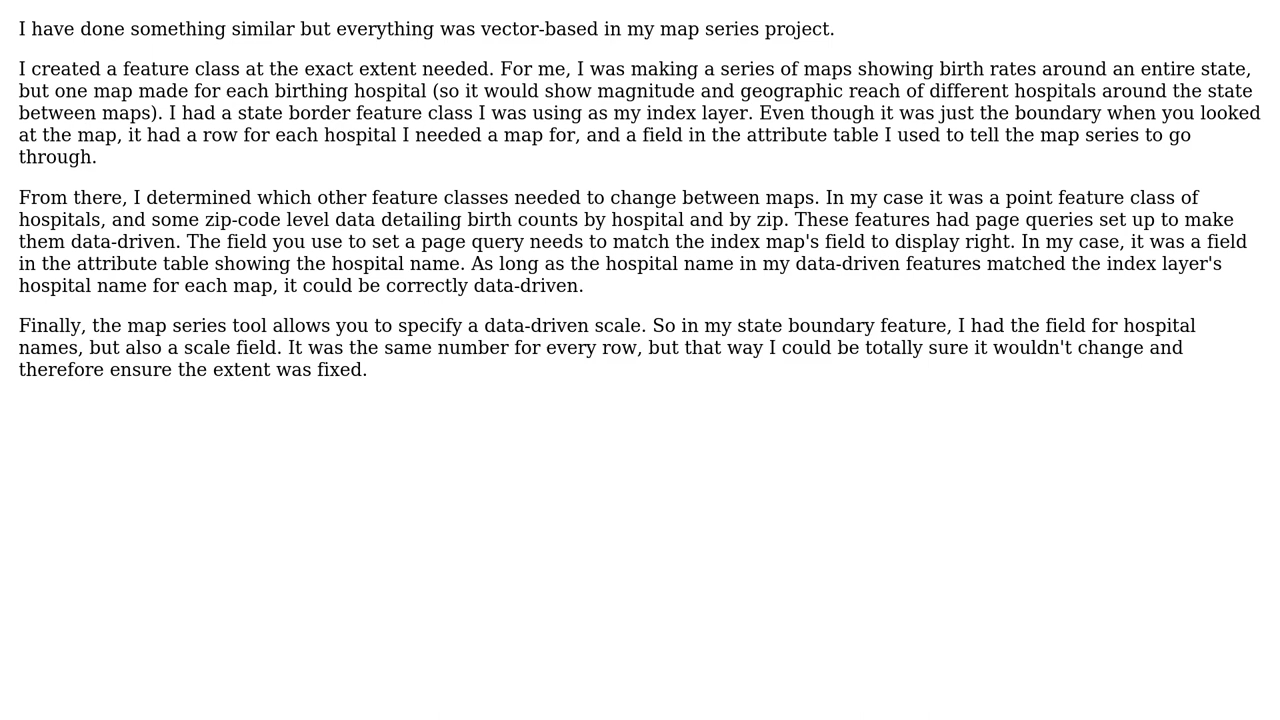 I have done something similar but everything was vector-based in my map series project.
I created a feature class at the exact extent needed. For me, I was making a series of maps showing birth rates around an entire state,
but one map made for each birthing hospital (so it would show magnitude and geographic reach of different hospitals around the state
between maps). I had a state border feature class I was using as my index layer. Even though it was just the boundary when you looked
at the map, it had a row for each hospital I needed a map for, and a field in the attribute table I used to tell the map series to go
through.
From there, I determined which other feature classes needed to change between maps. In my case it was a point feature class of
hospitals, and some zip-code level data detailing birth counts by hospital and by zip. These features had page queries set up to make
them data-driven. The field you use to set a page query needs to match the index map's field to display right. In my case, it was a field
in the attribute table showing the hospital name. As long as the hospital name in my data-driven features matched the index layer's
hospital name for each map, it could be correctly data-driven.
Finally, the map series tool allows you to specify a data-driven scale. So in my state boundary feature, I had the field for hospital
names, but also a scale field. It was the same number for every row, but that way I could be totally sure it wouldn't change and
therefore ensure the extent was fixed.